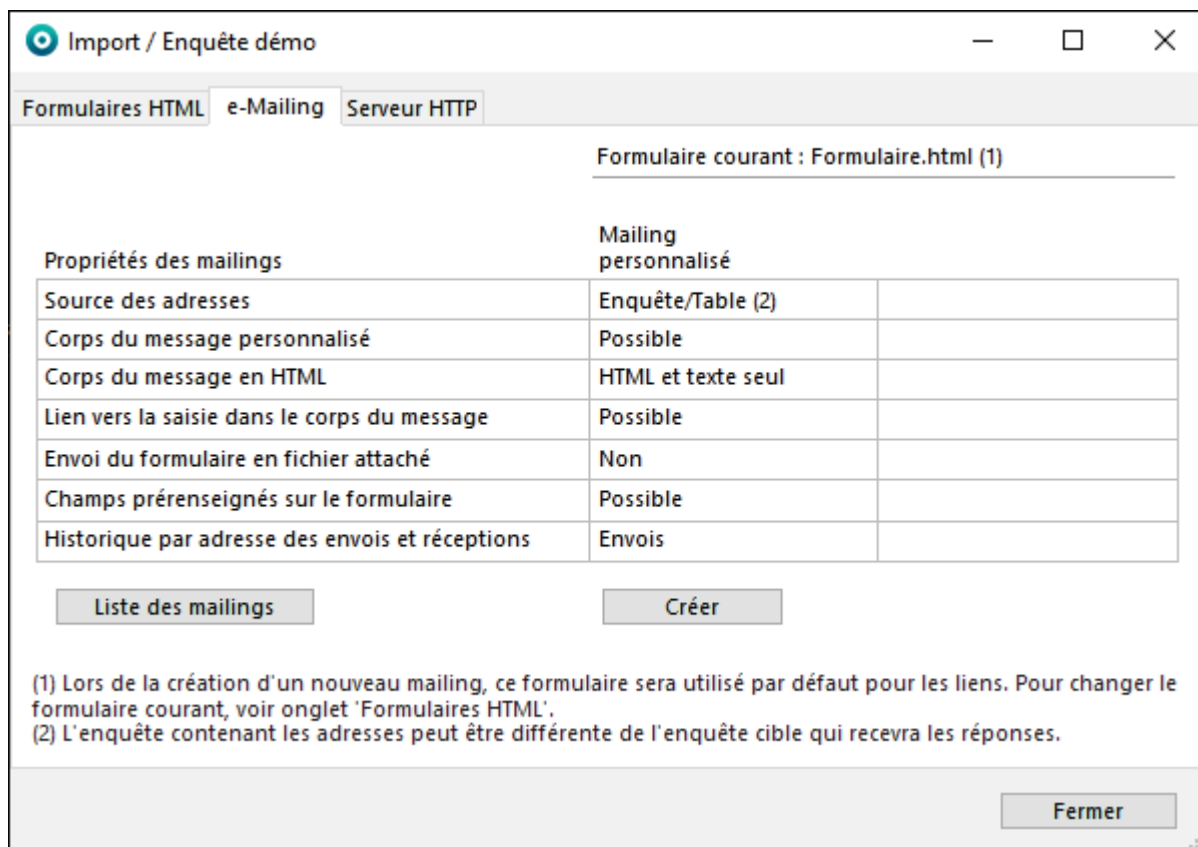 Import / Enquête démo
Formulaires HTML e-Mailing Serveur HTTP
Formulaire courant : Formulaire.html (1)
Mailing
Propriétés des mailings personnalisé
Source des adresses Enquête/Table (2)
Corps du message personnalisé Possible
Corps du message en HTML HTML et texte seul
Lien vers la saisie dans le corps du message Possible
Envoi du formulaire en fichier attaché Non
Champs prérenseignés sur le formulaire Possible
Historique par adresse des envois et réceptions Envois
Liste des mailings Créer
(1) Lors de la création d'un nouveau mailing, ce formulaire sera utilisé par défaut pour les liens. Pour changer le
formulaire courant, voir onglet 'Formulaires HTML'.
(2) L'enquête contenant les adresses peut être différente de l'enquête cible qui recevra les réponses.
Fermer